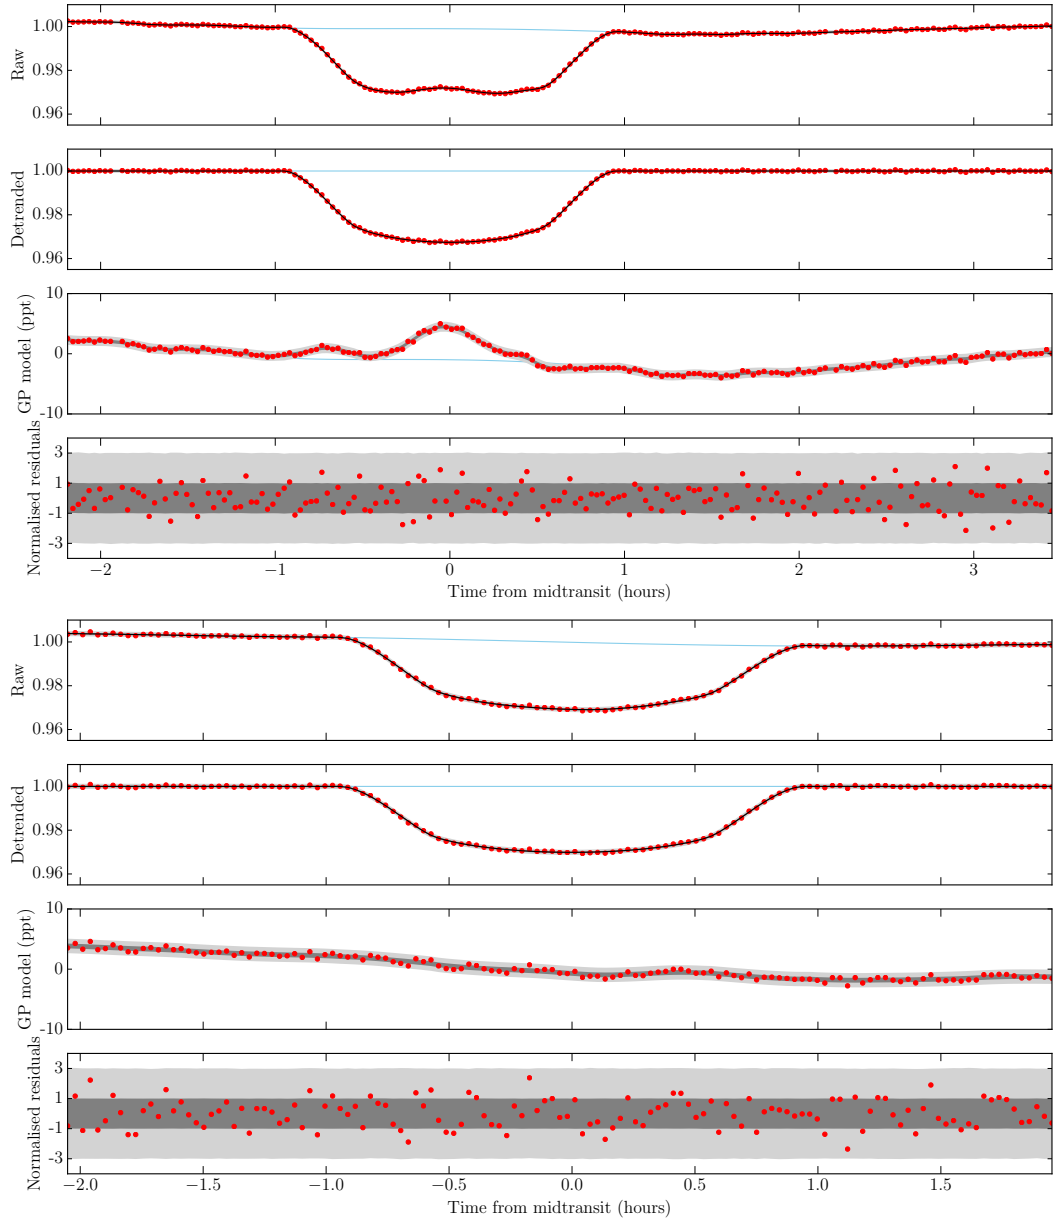 Raw
1.00
0.98
0.96
Detrended
1.00
0.98
0.96
GP model (ppt)
10
0
-10
Normalised residuals
3
1
-1
-3
−2 −1 0 1 2 3
Time from midtransit (hours)
Raw
1.00
0.98
0.96
Detrended
1.00
0.98
0.96
GP model (ppt)
10
0
-10
Normalised residuals
3
1
-1
-3
−2.0 −1.5 −1.0 −0.5 0.0 0.5 1.0 1.5
Time from midtransit (hours)